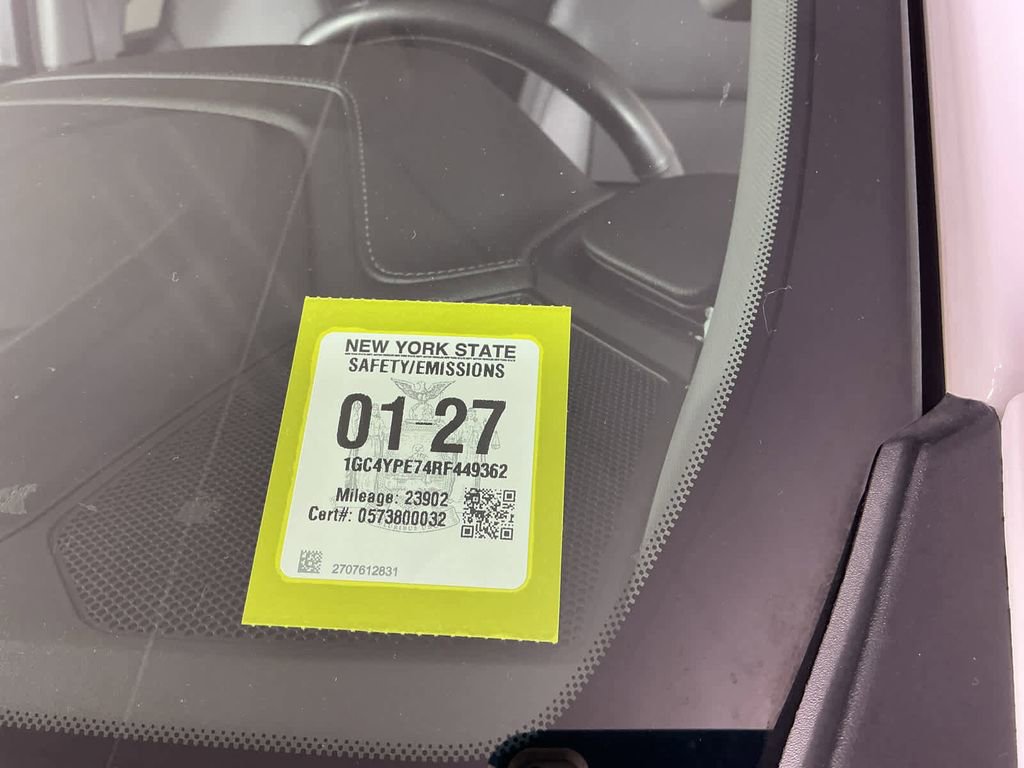 NEW YORK STATE
SAFETY/EMISSIONS
01-27
1GC4YPE74RF449362
Mileage: 23902
Cert#: 0573800032
2707612831